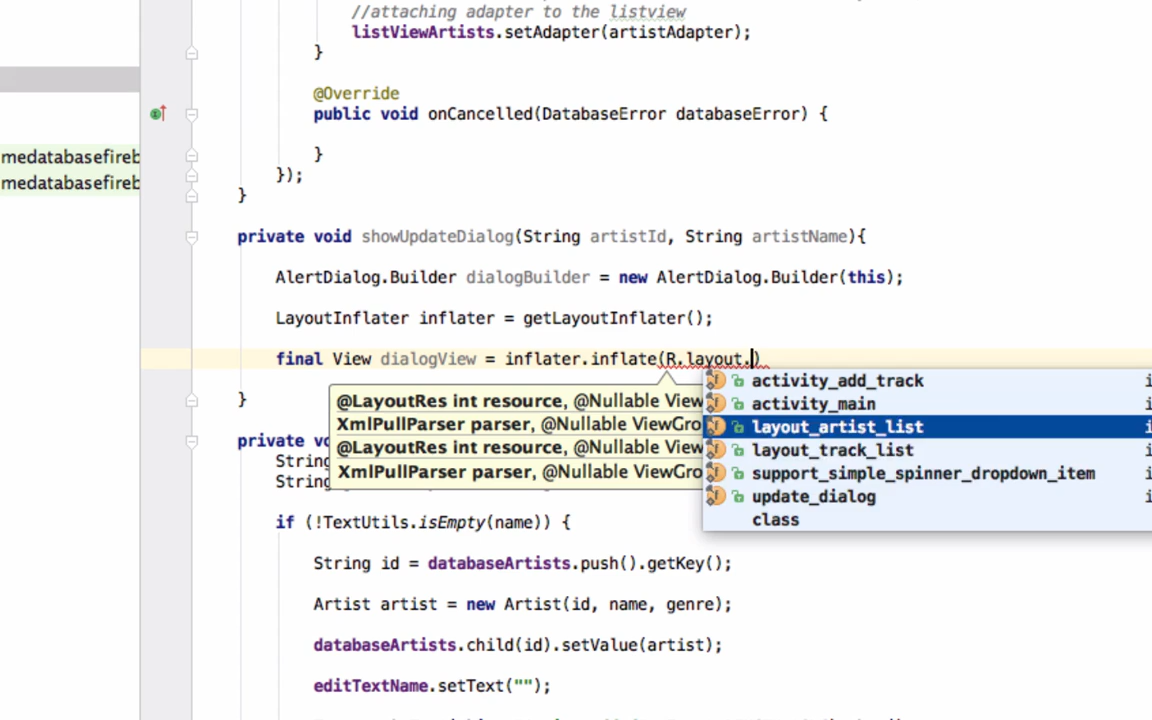 //attaching adapter to the listview
listViewArtists.setAdapter(artistAdapter);
}
@Override
public void onCancelled(DatabaseError databaseError) {
}
medatabasefireb
});
medatabasefireb
}
private void showUpdateDialog(String artistId, String artistName){
AlertDialog.Builder dialogBuilder = new AlertDialog.Builder(this);
LayoutInflater inflater = getLayoutInflater();
final View dialogView = inflater.inflate(R.layout.)
activity_add_track
activity_main
layout_artist_list
layout_track_list
support_simple_spinner_dropdown_item
update_dialog
class
@LayoutRes int resource, @Nullable View
XmlPullParser parser, @Nullable ViewGro
@LayoutRes int resource, @Nullable View
XmlPullParser parser, @Nullable ViewGro
}
private vo
String
String
if (!TextUtils.isEmpty(name)) {
String id = databaseArtists.push().getKey();
Artist artist = new Artist(id, name, genre);
databaseArtists.child(id).setValue(artist);
editTextName.setText("");